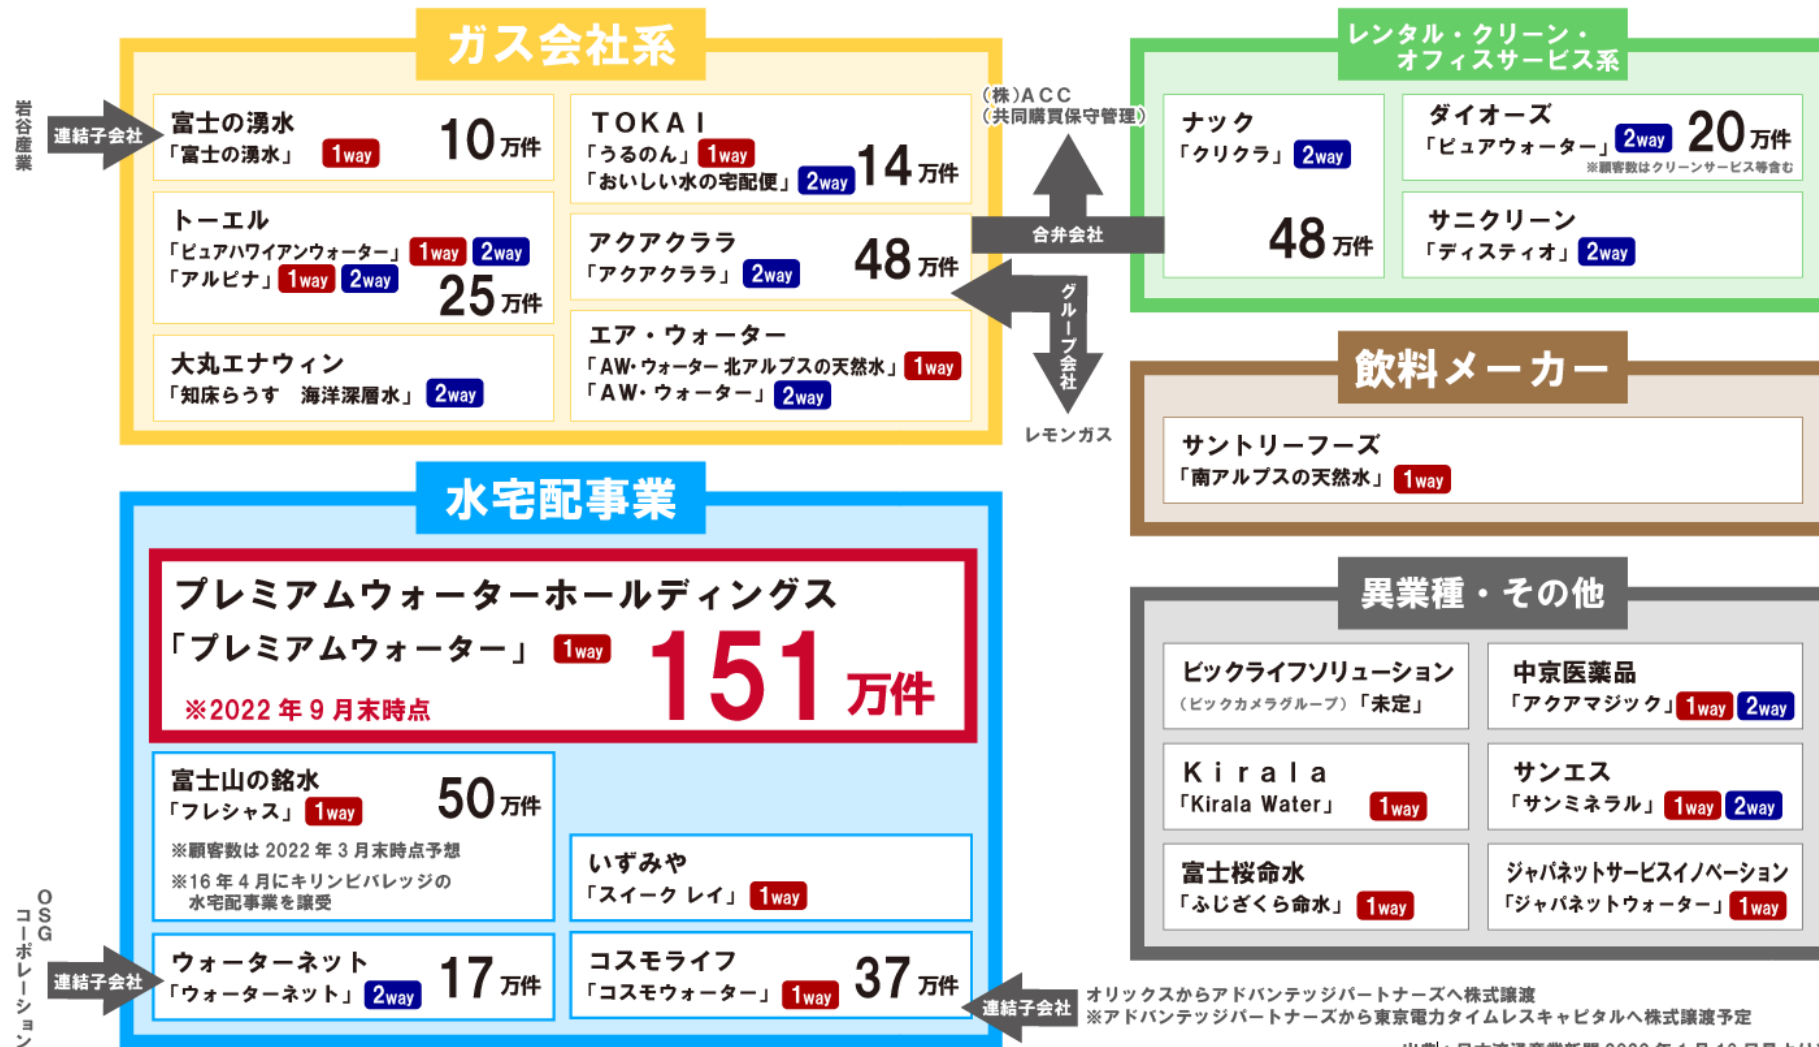 ガス会社系
岩谷産業
連結子会社
富士の湧水
「富士の湧水」 1way 10万件
トーエル
「ピュアハワイアンウォーター」 1way 2way
「アルピナ」 1way 2way
25万件
大丸エナウィン
「知床らうす 海洋深層水」 2way
TOKAI
「うるのん」 1way
「おいしい水の宅配便」 2way 14万件
アクアクララ
「アクアクララ」 2way 48万件
エア・ウォーター
「AW・ウォーター 北アルプスの天然水」 1way
「AW・ウォーター」 2way
(株)ACC
(共同購買保守管理)
合弁会社
グループ会社
レモンガス
レンタル・クリーン・
オフィスサービス系
ナック
「クリクラ」 2way
48万件
ダイオーズ
「ピュアウォーター」 2way 20万件
※顧客数はクリーンサービス等含む
サニクリーン
「ディスティオ」 2way
飲料メーカー
サントリーフーズ
「南アルプスの天然水」 1way
水宅配事業
プレミアムウォーターホールディングス
「プレミアムウォーター」 1way 151万件
※2022年9月末時点
富士山の銘水
「フレシャス」 1way 50万件
※顧客数は2022年3月末時点予想
※16年4月にキリンビバレッジの
水宅配事業を譲受
いずみや
「スイーク レイ」 1way
OSG
コーポレーション
連結子会社
ウォーターネット
「ウォーターネット」 2way 17万件
コスモライフ
「コスモウォーター」 1way 37万件
連結子会社
オリックスからアドバンテッジパートナーズへ株式譲渡
※アドバンテッジパートナーズから東京電力タイムレスキャピタルへ株式譲渡予定
異業種・その他
ビックライフソリューション
(ビックカメラグループ)「未定」
中京医薬品
「アクアマジック」 1way 2way
Kirala
「Kirala Water」 1way
サンエス
「サンミネラル」 1way 2way
富士桜命水
「ふじざくら命水」 1way
ジャパネットサービスイノベーション
「ジャパネットウォーター」 1way